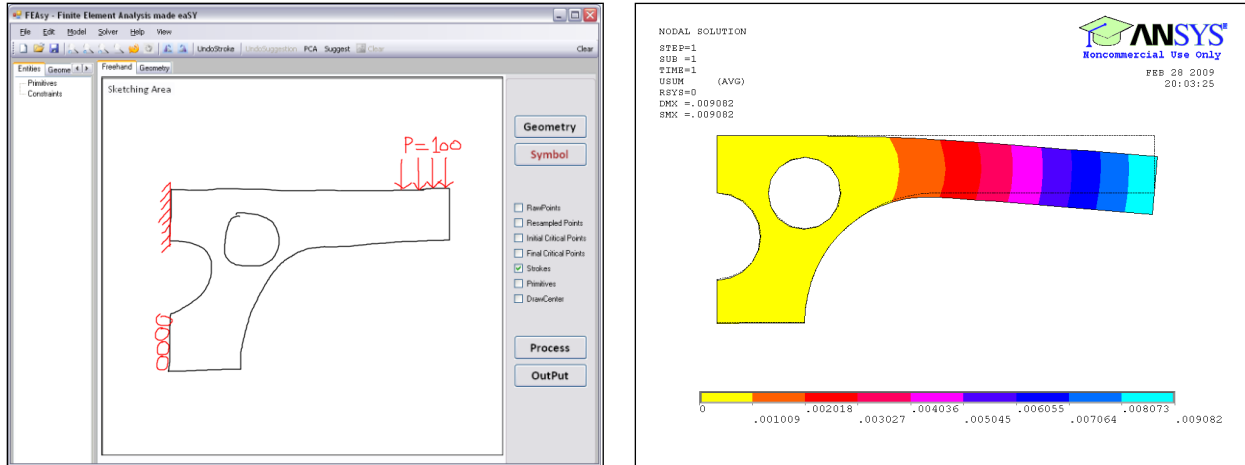 FEAsy - Finite Element Analysis made eaSY
File Edit Model Solver Help View
UndoStroke UndoSuggestion PCA Suggest Clear Clear
Entities Geome Freehand Geometry
Primitives
Constraints
Sketching Area
P=100
Geometry
Symbol
RawPoints
Resampled Points
Initial Critical Points
Final Critical Points
Strokes
Primitives
DrawCenter
Process
OutPut
NODAL SOLUTION
STEP=1
SUB =1
TIME=1
USUM (AVG)
RSYS=0
DMX =.009082
SMX =.009082
ANSYS
Noncommercial Use Only
FEB 28 2009
20:03:25
0 .002018 .004036 .006055 .008073
.001009 .003027 .005045 .007064 .009082